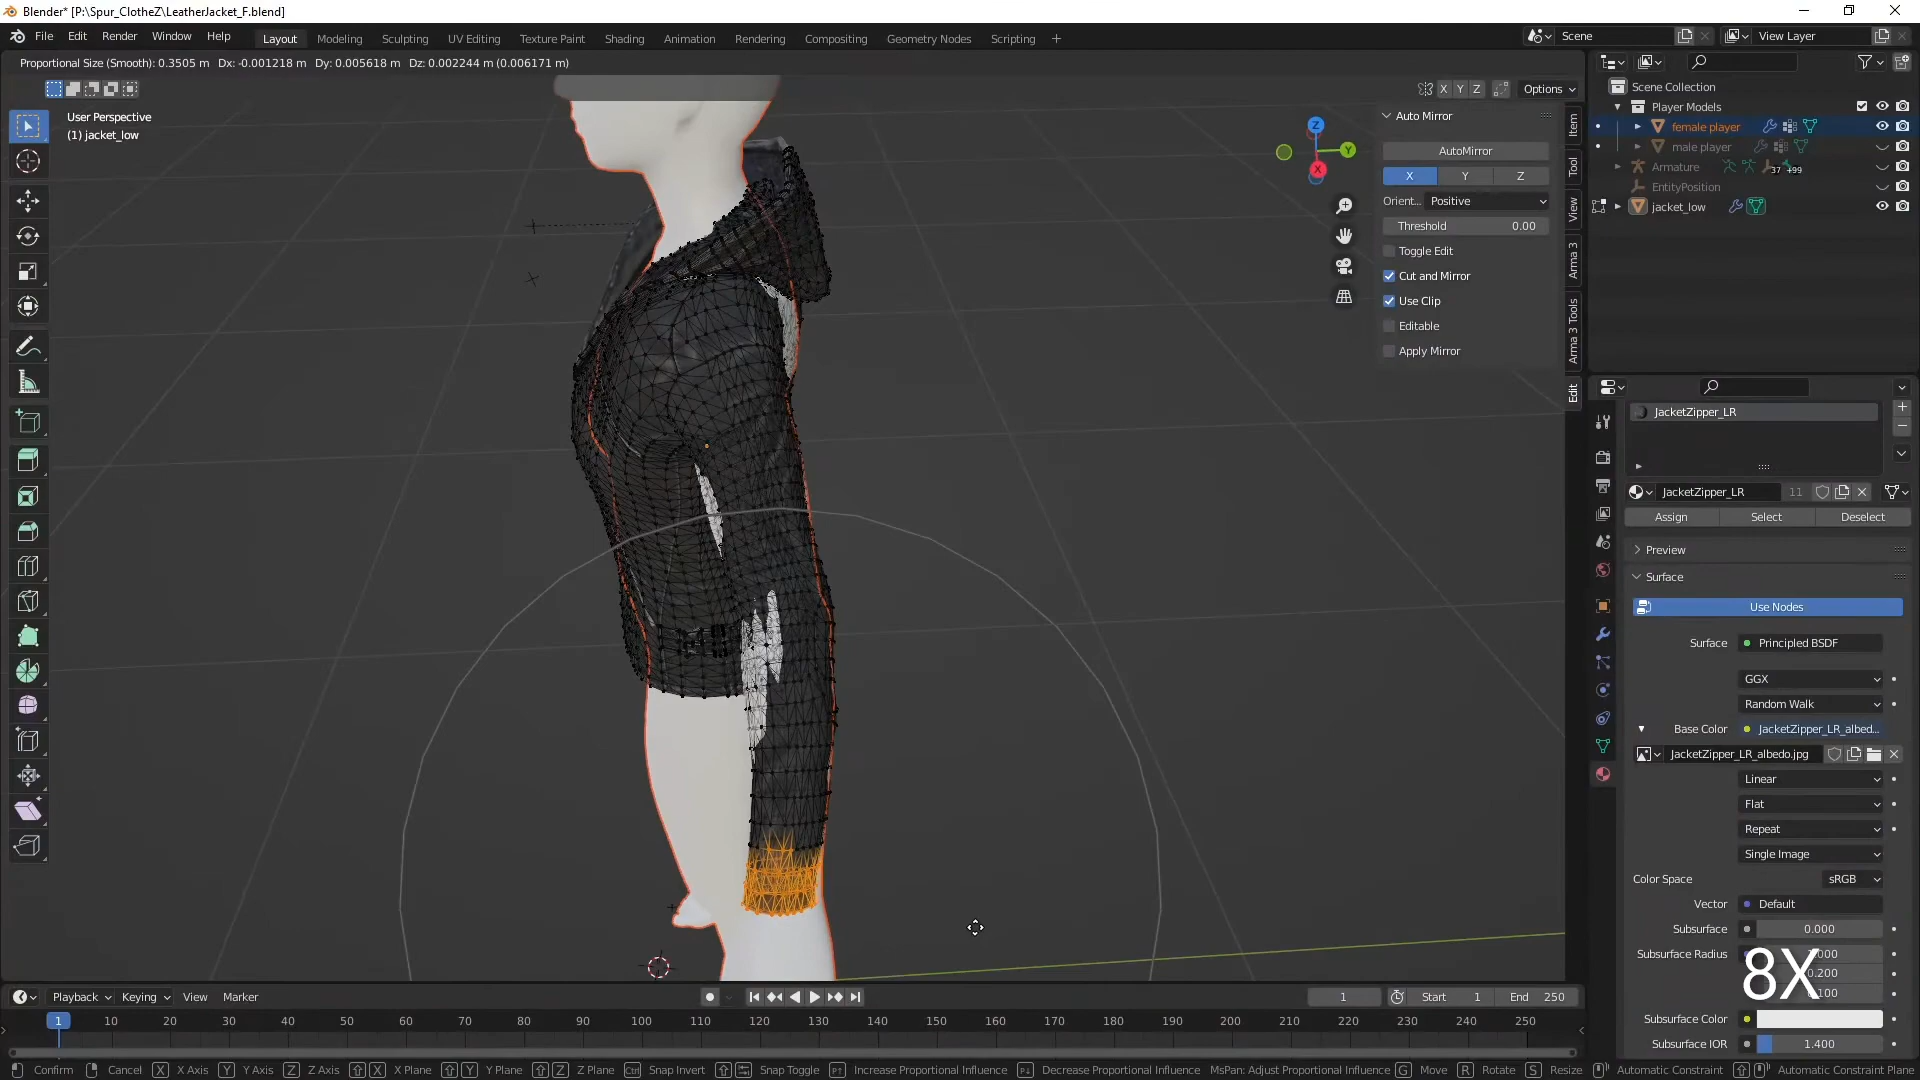 Blender* [P:\Spur_ClotheZ\LeatherJacket_F.blend]
File Edit Render Window Help Layout Modeling Sculpting UV Editing Texture Paint Shading Animation Rendering Compositing Geometry Nodes Scripting + Scene View Layer
Proportional Size (Smooth): 0.3505 m Dx: -0.001218 m Dy: 0.005618 m Dz: 0.002244 m (0.006171 m)
X Y Z Options
User Perspective
(1) jacket_low
Z
Y
X
Auto Mirror
AutoMirror
X Y Z
Orient... Positive
Threshold 0.00
Toggle Edit
Cut and Mirror
Use Clip
Editable
Apply Mirror
Item
Tool
View
Arma 3
Arma 3 Tools
Edit
Scene Collection
Player Models
female player
male player
Armature 37 +99
EntityPosition
jacket_low
JacketZipper_LR
JacketZipper_LR 11
Assign Select Deselect
Preview
Surface
Use Nodes
Surface Principled BSDF
GGX
Random Walk
Base Color JacketZipper_LR_albed...
JacketZipper_LR_albedo.jpg
Linear
Flat
Repeat
Single Image
Color Space sRGB
Vector Default
Subsurface 0.000
Subsurface Radius
0.200
Subsurface Color
Subsurface IOR 1.400
8X
Playback Keying View Marker 1 Start 1 End 250
1 10 20 30 40 50 60 70 80 90 100 110 120 130 140 150 160 170 180 190 200 210 220 230 240 250
Confirm Cancel X X Axis Y Y Axis Z Z Axis X X Plane Y Y Plane Z Z Plane Ctrl Snap Invert Snap Toggle Increase Proportional Influence Decrease Proportional Influence MsPan: Adjust Proportional Influence G Move R Rotate S Resize Automatic Constraint Automatic Constraint Plane